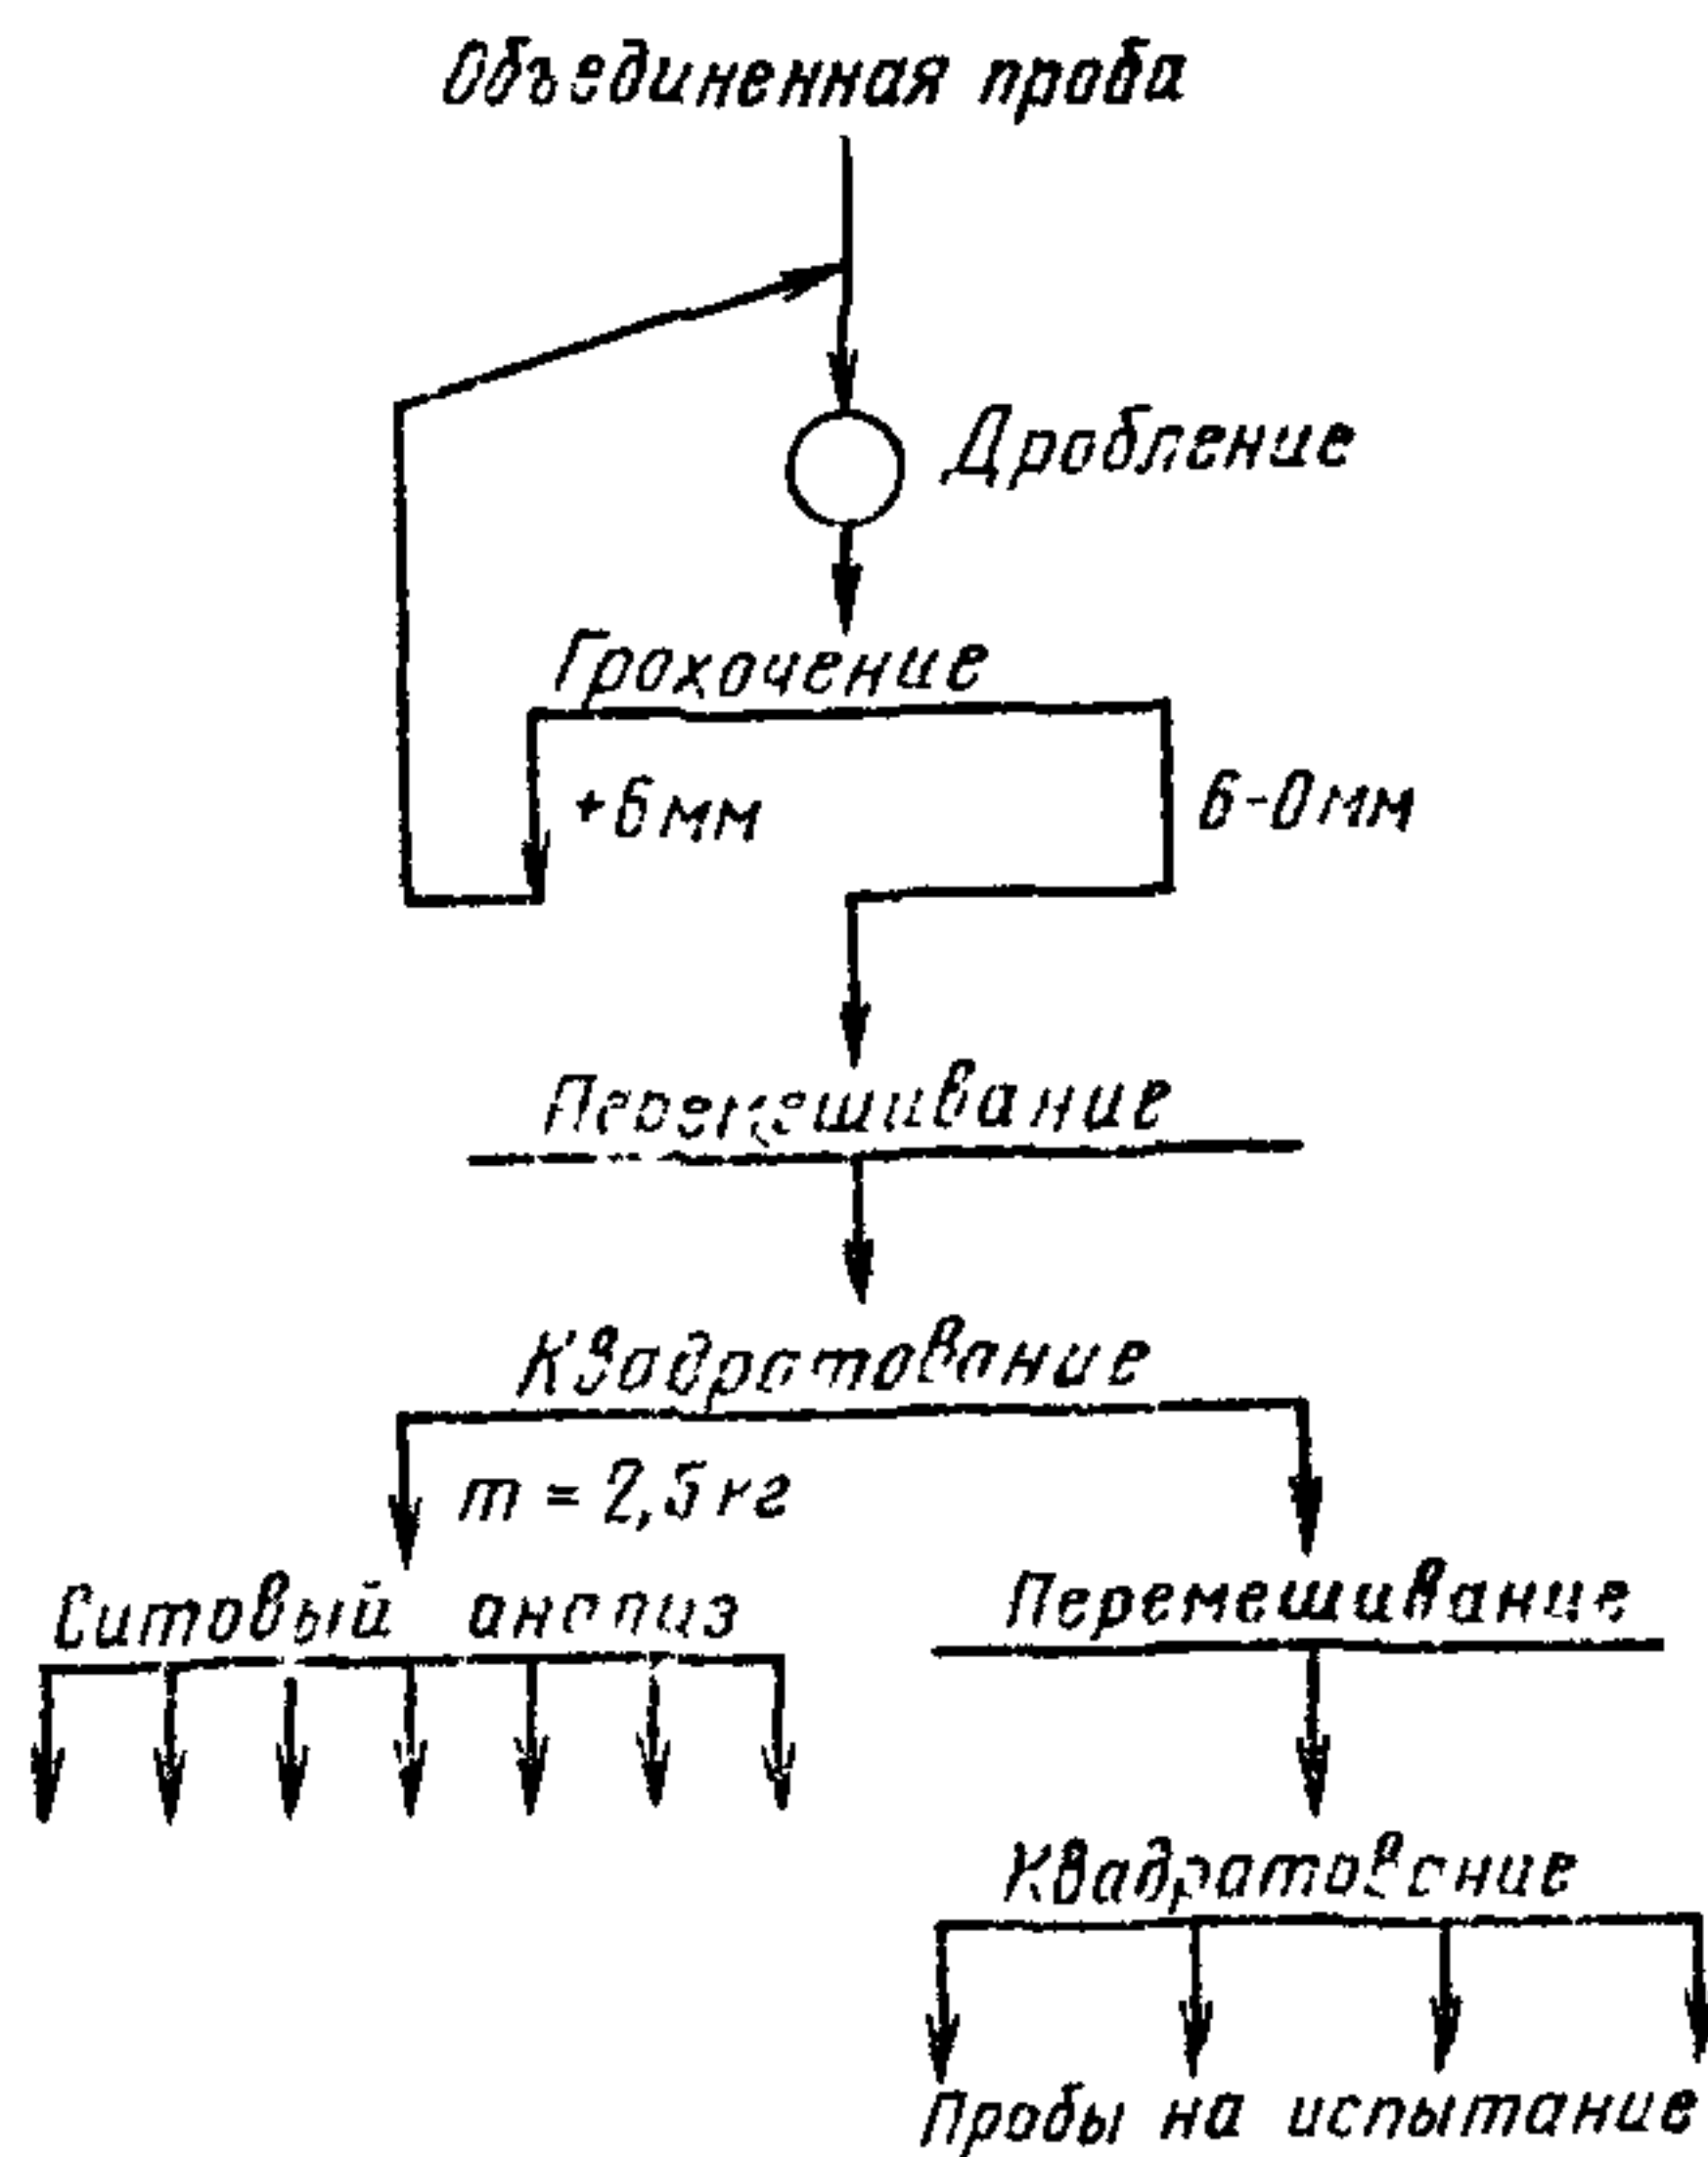 Объединенная проба
Дробление
Грохочение
+6мм
6-0мм
Перемешивание
Квадратование
m = 2,5кг
Ситовый анализ
Перемешивание
Квадратование
Пробы на испытание